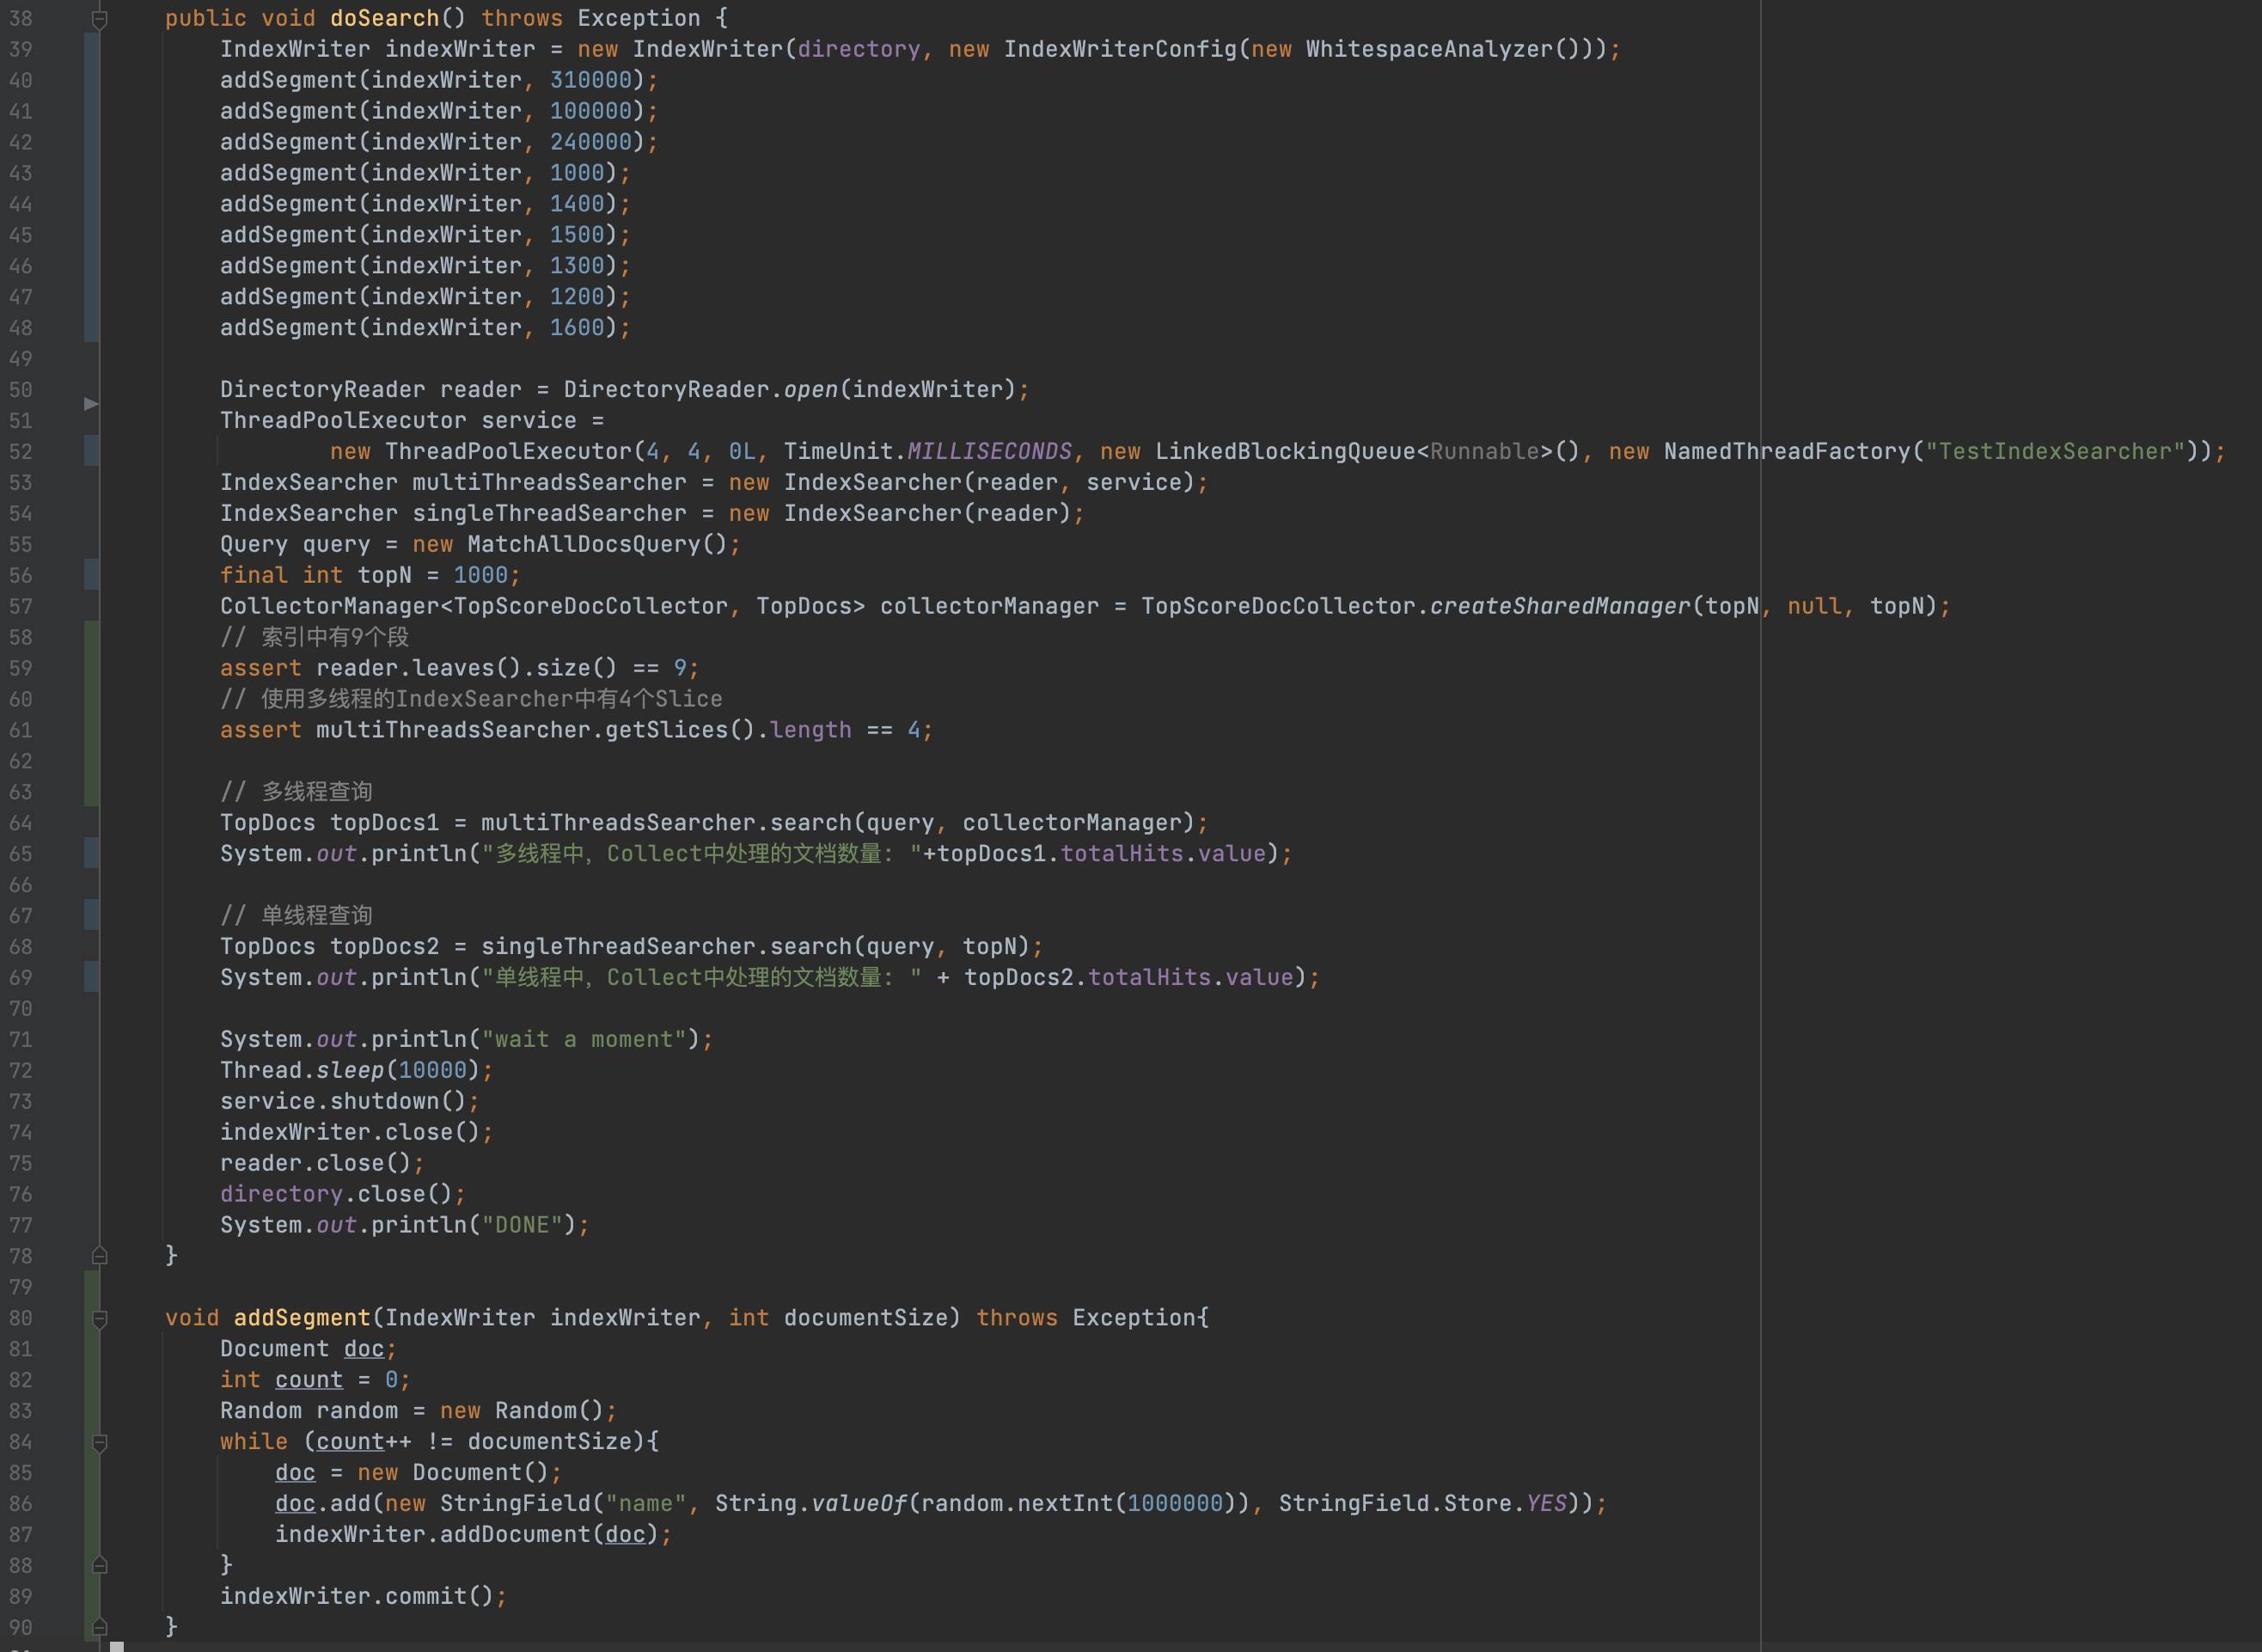 38 public void doSearch() throws Exception {
39 IndexWriter indexWriter = new IndexWriter(directory, new IndexWriterConfig(new WhitespaceAnalyzer()));
40 addSegment(indexWriter, 310000);
41 addSegment(indexWriter, 100000);
42 addSegment(indexWriter, 240000);
43 addSegment(indexWriter, 1000);
44 addSegment(indexWriter, 1400);
45 addSegment(indexWriter, 1500);
46 addSegment(indexWriter, 1300);
47 addSegment(indexWriter, 1200);
48 addSegment(indexWriter, 1600);
49
50 DirectoryReader reader = DirectoryReader.open(indexWriter);
51 ThreadPoolExecutor service =
52 new ThreadPoolExecutor(4, 4, 0L, TimeUnit.MILLISECONDS, new LinkedBlockingQueue<Runnable>(), new NamedThreadFactory("TestIndexSearcher"));
53 IndexSearcher multiThreadsSearcher = new IndexSearcher(reader, service);
54 IndexSearcher singleThreadSearcher = new IndexSearcher(reader);
55 Query query = new MatchAllDocsQuery();
56 final int topN = 1000;
57 CollectorManager<TopScoreDocCollector, TopDocs> collectorManager = TopScoreDocCollector.createSharedManager(topN, null, topN);
58 // 索引中有9个段
59 assert reader.leaves().size() == 9;
60 // 使用多线程的IndexSearcher中有4个Slice
61 assert multiThreadsSearcher.getSlices().length == 4;
62
63 // 多线程查询
64 TopDocs topDocs1 = multiThreadsSearcher.search(query, collectorManager);
65 System.out.println("多线程中，Collect中处理的文档数量: "+topDocs1.totalHits.value);
66
67 // 单线程查询
68 TopDocs topDocs2 = singleThreadSearcher.search(query, topN);
69 System.out.println("单线程中，Collect中处理的文档数量: " + topDocs2.totalHits.value);
70
71 System.out.println("wait a moment");
72 Thread.sleep(10000);
73 service.shutdown();
74 indexWriter.close();
75 reader.close();
76 directory.close();
77 System.out.println("DONE");
78 }
79
80 void addSegment(IndexWriter indexWriter, int documentSize) throws Exception{
81 Document doc;
82 int count = 0;
83 Random random = new Random();
84 while (count++ != documentSize){
85 doc = new Document();
86 doc.add(new StringField("name", String.valueOf(random.nextInt(1000000)), StringField.Store.YES));
87 indexWriter.addDocument(doc);
88 }
89 indexWriter.commit();
90 }